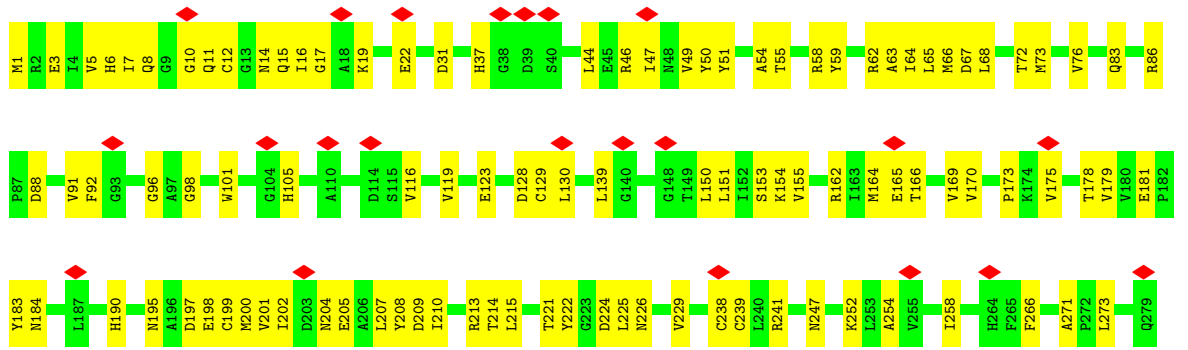 M1 R2 E3 I4 V5 H6 I7 Q8 G9 G10 Q11 C12 G13 N14 Q15 I16 G17 A18 K19 E22 D31 H37 G38 D39 S40 L44 E45 R46 I47 N48 V49 Y50 Y51 A54 T55 R58 Y59 R62 A63 I64 L65 M66 D67 L68 T72 M73 V76 Q83 R86
P87 D88 V91 F92 G93 G96 A97 G98 W101 G104 H105 A110 D114 S115 V116 V119 E123 D128 C129 L130 L139 G140 G148 T149 L150 L151 I152 S153 K154 V155 R162 I163 M164 E165 T166 V169 V170 P173 K174 V175 T178 V179 V180 E181 P182
Y183 N184 L187 H190 N195 A196 D197 E198 C199 M200 V201 I202 D203 N204 E205 A206 L207 Y208 D209 I210 R213 T214 L215 T221 Y222 G223 D224 L225 N226 V229 C238 C239 L240 R241 N247 K252 L253 A254 V255 I258 H264 F265 F266 A271 P272 L273 Q279